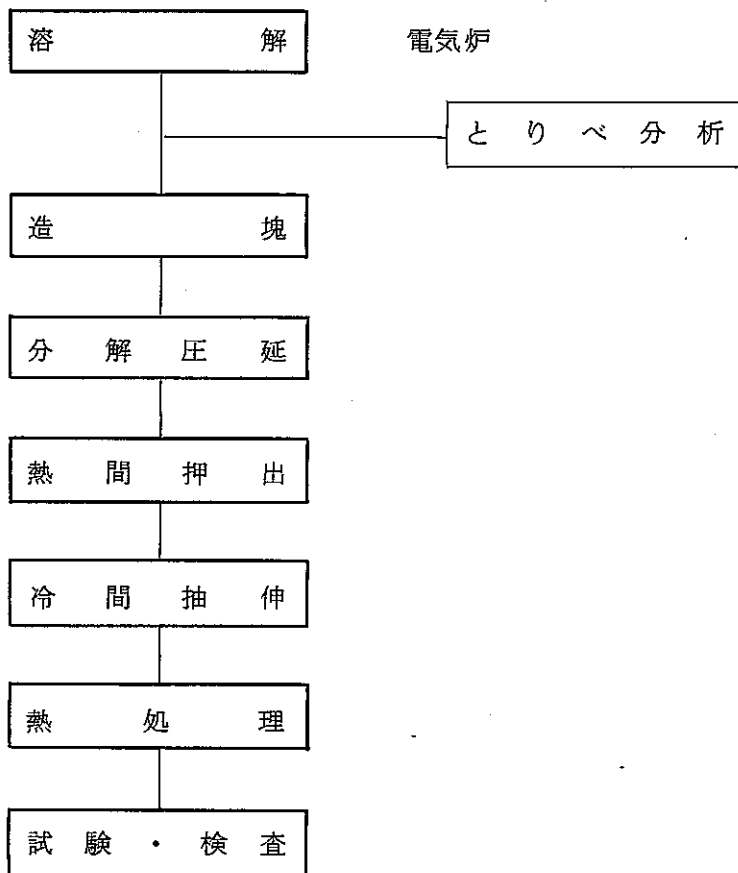 溶解 電気炉
とりべ分析
造塊
分解圧延
熱間押出
冷間抽伸
熱処理
試験・検査